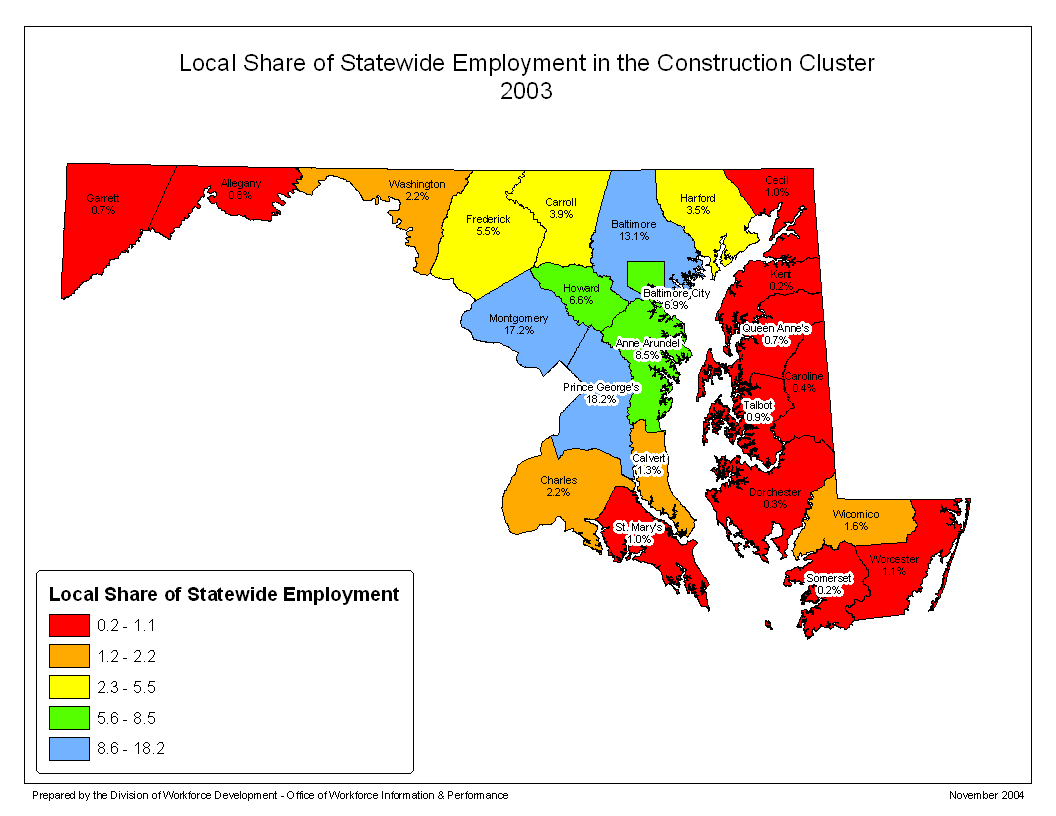 Local Share of Statewide Employment in the Construction Cluster
2003
Garrett
0.7%
Allegany
0.8%
Washington
2.2%
Frederick
5.5%
Carroll
3.9%
Baltimore
13.1%
Harford
3.5%
Cecil
1.0%
Kent
0.2%
Howard
6.6%
Baltimore City
6.9%
Montgomery
17.2%
Queen Anne's
0.7%
Anne Arundel
8.5%
Caroline
0.4%
Prince George's
18.2%
Talbot
0.9%
Calvert
1.3%
Charles
2.2%
Dorchester
0.3%
Wicomico
1.6%
St. Mary's
1.0%
Worcester
1.1%
Somerset
0.2%
Local Share of Statewide Employment
0.2 - 1.1
1.2 - 2.2
2.3 - 5.5
5.6 - 8.5
8.6 - 18.2
Prepared by the Division of Workforce Development - Office of Workforce Information & Performance
November 2004